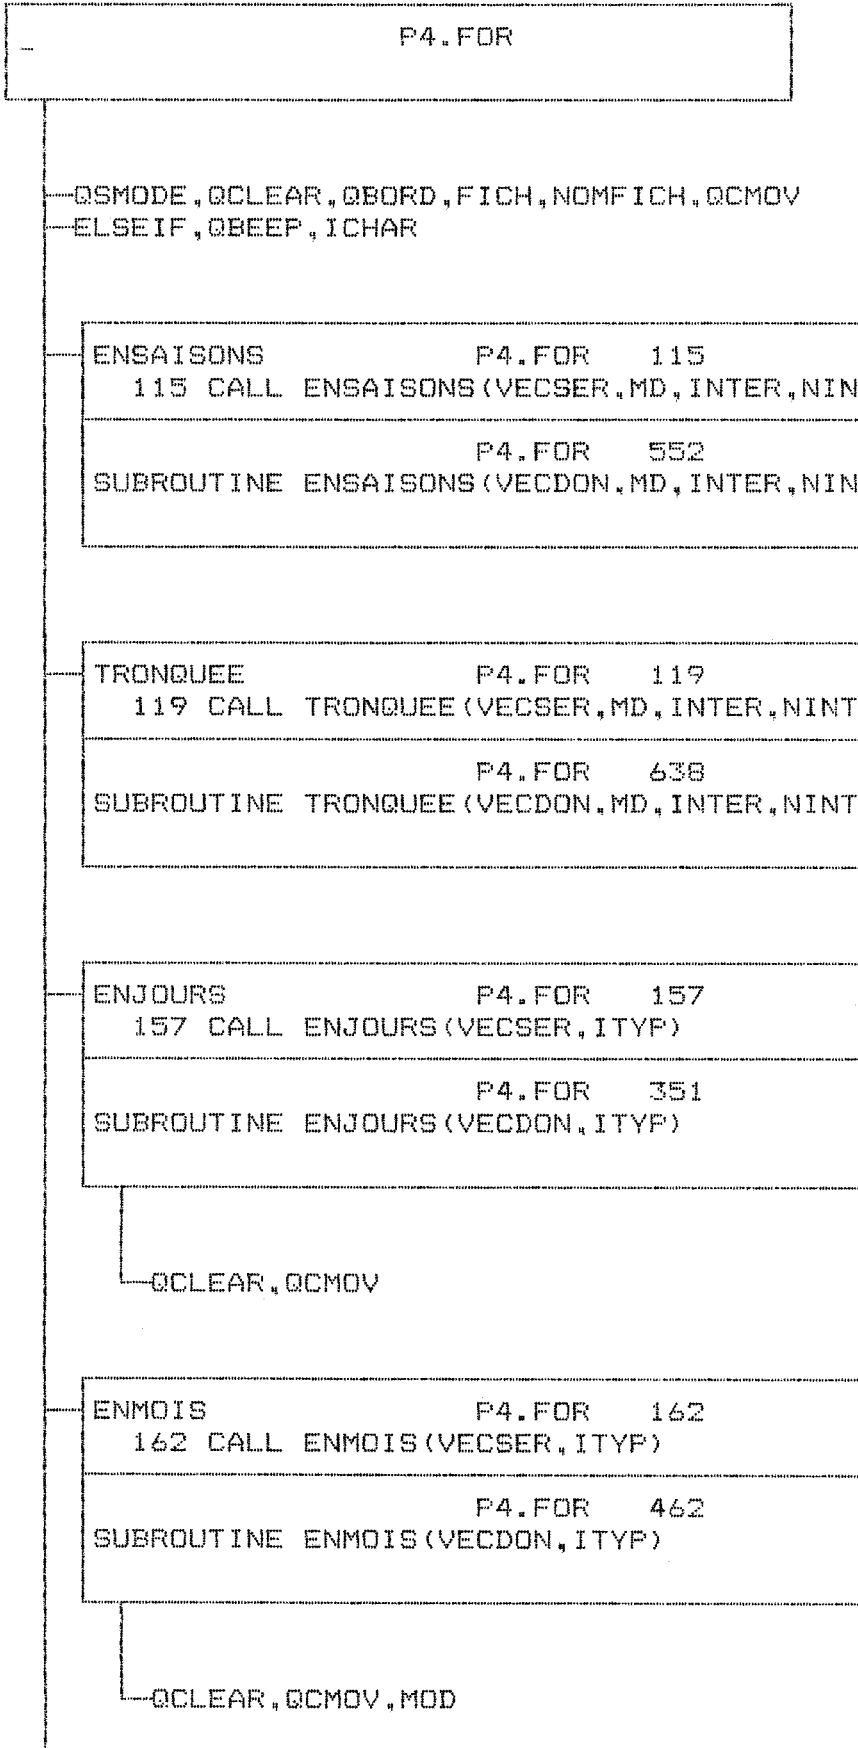 P4.FOR
QSMODE,QCLEAR,QBORD,FICH,NOMFICH,QCMOV
ELSEIF,QBEEP,ICHAR
ENSAISONS P4.FOR 115
115 CALL ENSAISONS(VECSER,MD,INTER,NIN
P4.FOR 552
SUBROUTINE ENSAISONS(VECDON,MD,INTER,NIN
TRONQUEE P4.FOR 119
119 CALL TRONQUEE(VECSER,MD,INTER,NINT
P4.FOR 638
SUBROUTINE TRONQUEE(VECDON,MD,INTER,NINT
ENJOURS P4.FOR 157
157 CALL ENJOURS(VECSER,ITYP)
P4.FOR 351
SUBROUTINE ENJOURS(VECDON,ITYP)
QCLEAR,QCMOV
ENMOIS P4.FOR 162
162 CALL ENMOIS(VECSER,ITYP)
P4.FOR 462
SUBROUTINE ENMOIS(VECDON,ITYP)
QCLEAR,QCMOV,MOD